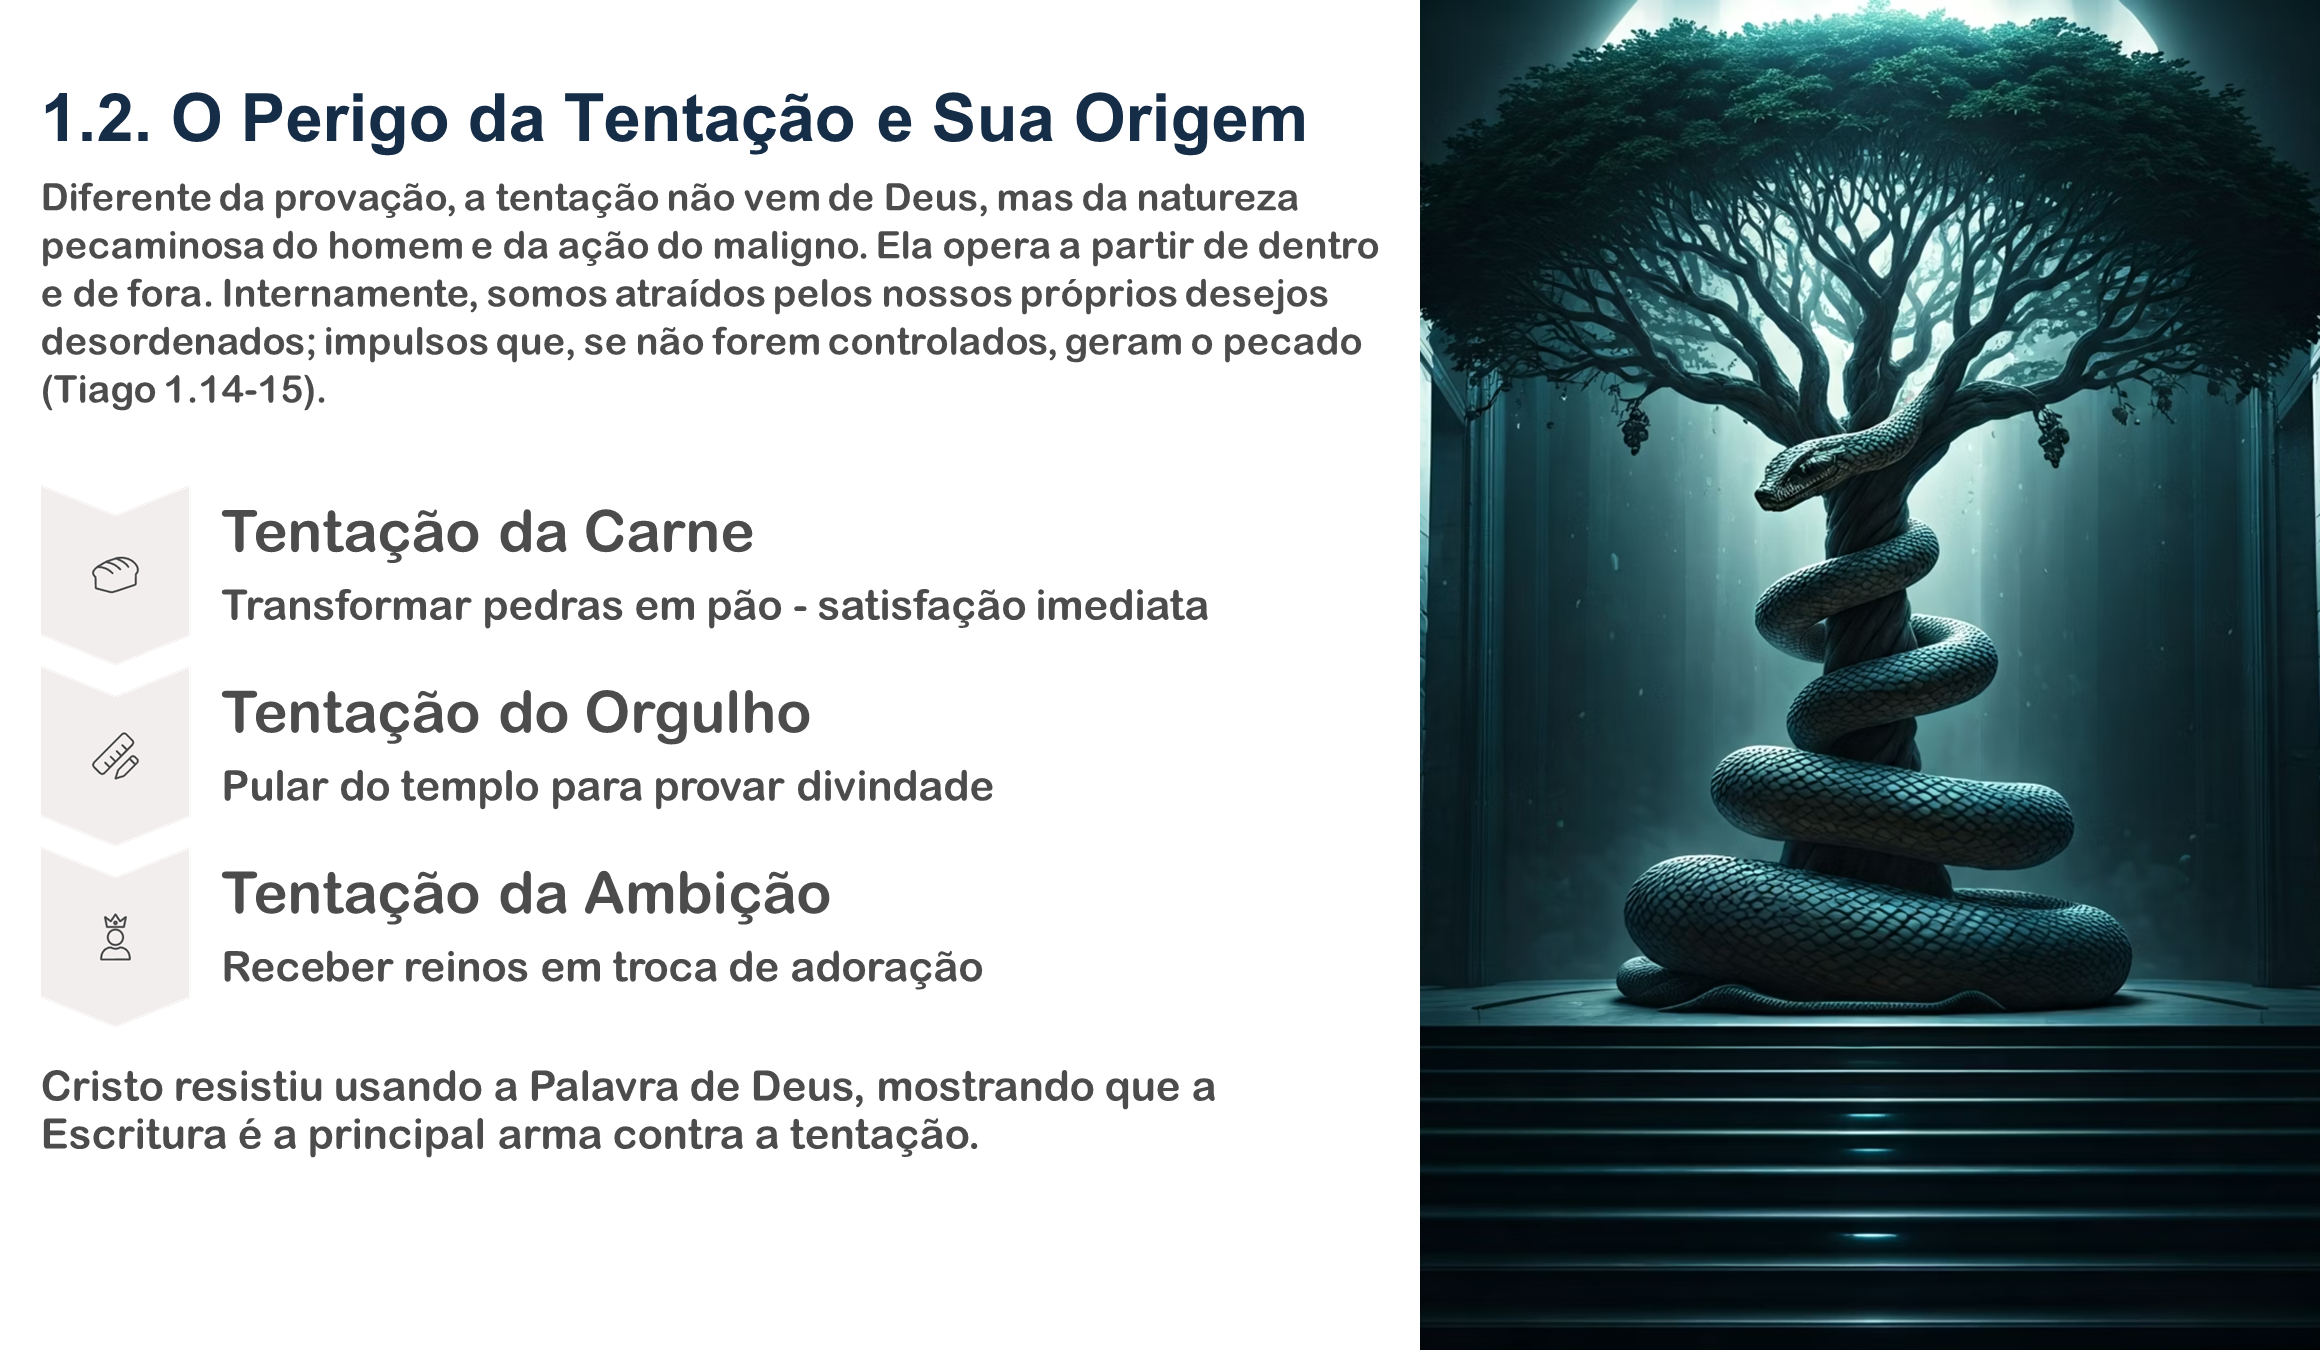 1.2. O Perigo da Tentação e Sua Origem
Diferente da provação, a tentação não vem de Deus, mas da natureza
pecaminosa do homem e da ação do maligno. Ela opera a partir de dentro
e de fora. Internamente, somos atraídos pelos nossos próprios desejos
desordenados; impulsos que, se não forem controlados, geram o pecado
(Tiago 1.14-15).
Tentação da Carne
Transformar pedras em pão - satisfação imediata
Tentação do Orgulho
Pular do templo para provar divindade
Tentação da Ambição
Receber reinos em troca de adoração
Cristo resistiu usando a Palavra de Deus, mostrando que a
Escritura é a principal arma contra a tentação.